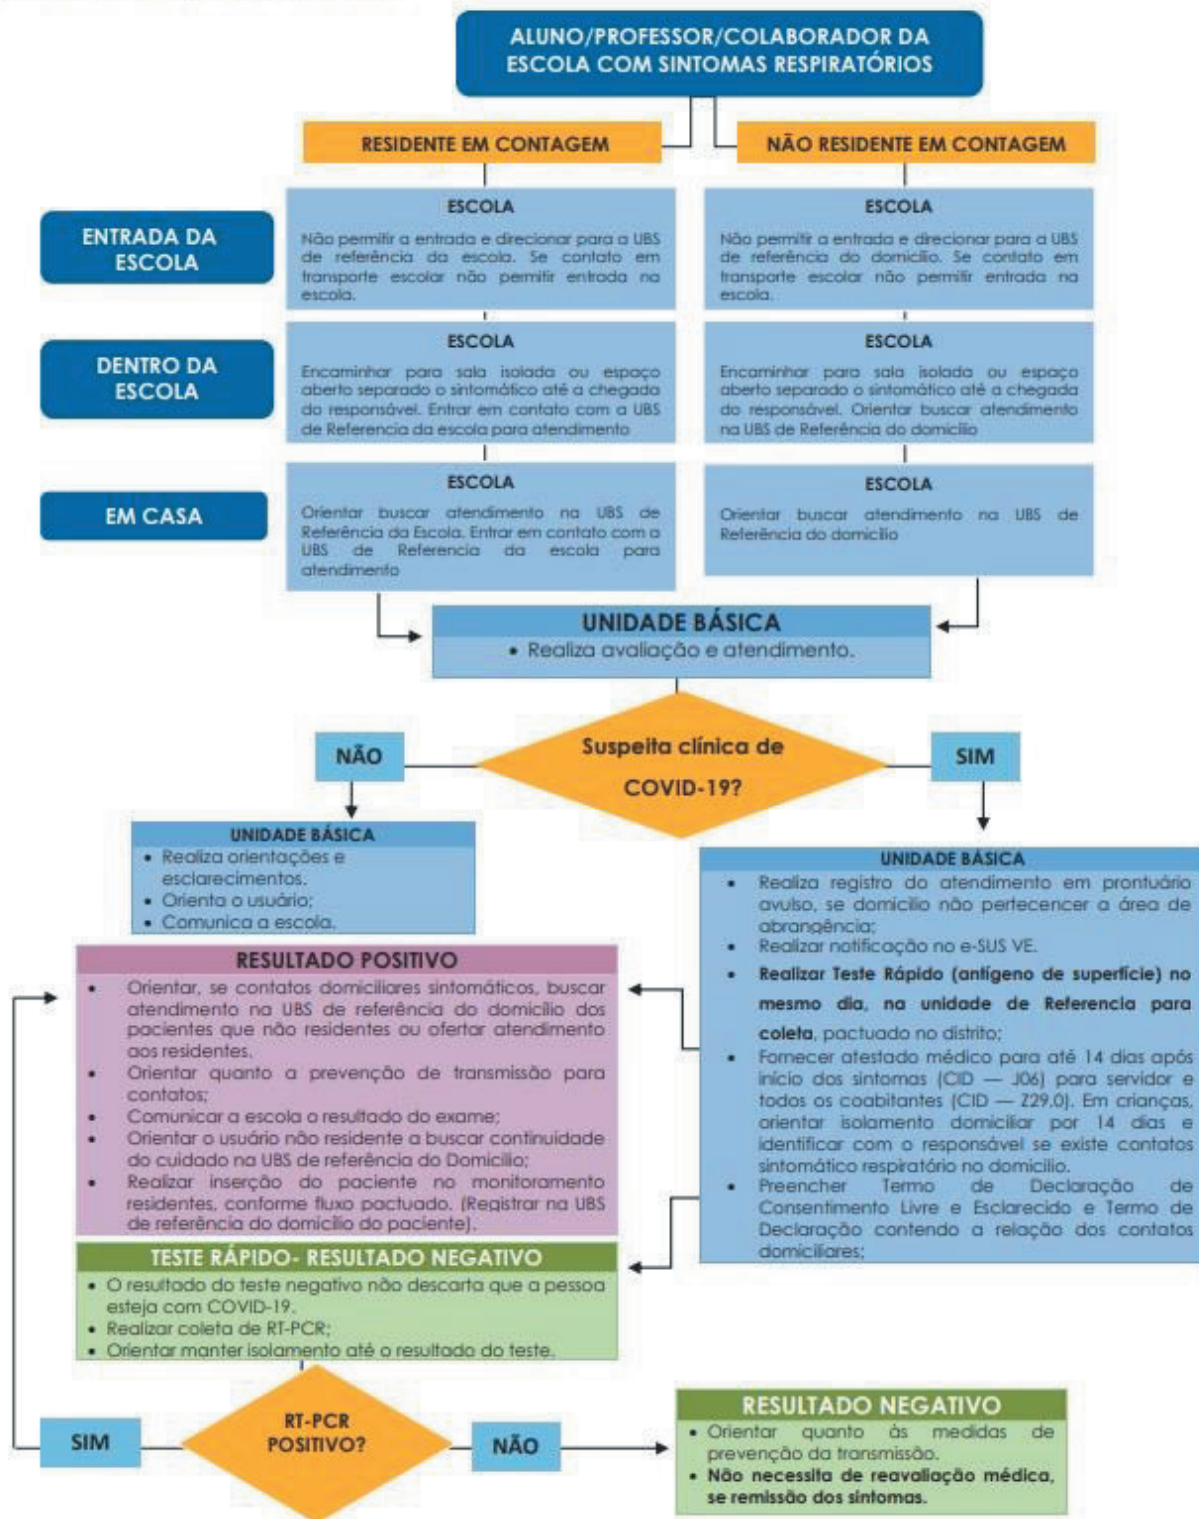 ALUNO/PROFESSOR/COLABORADOR DA
ESCOLA COM SINTOMAS RESPIRATÓRIOS
RESIDENTE EM CONTAGEM
NÃO RESIDENTE EM CONTAGEM
ENTRADA DA
ESCOLA
ESCOLA
Não permitir a entrada e direcionar para a UBS
de referência da escola. Se contato em
transporte escolar não permitir entrada na
escola.
ESCOLA
Não permitir a entrada e direcionar para a UBS
de referência do domicílio. Se contato em
transporte escolar não permitir entrada na
escola.
DENTRO DA
ESCOLA
ESCOLA
Encaminhar para sala isolada ou espaço
aberto separado o sintomático até a chegada
do responsável. Entrar em contato com a UBS
de Referencia da escola para atendimento
ESCOLA
Encaminhar para sala isolada ou espaço
aberto separado o sintomático até a chegada
do responsável. Orientar buscar atendimento
na UBS de Referência do domicílio
EM CASA
ESCOLA
Orientar buscar atendimento na UBS de
Referência da Escola. Entrar em contato com a
UBS de Referencia da escola para
atendimento
ESCOLA
Orientar buscar atendimento na UBS de
Referência do domicílio
UNIDADE BÁSICA
• Realiza avaliação e atendimento.
Suspeita clínica de
COVID-19?
NÃO
SIM
UNIDADE BÁSICA
• Realiza orientações e
esclarecimentos.
• Orienta o usuário;
• Comunica a escola.
UNIDADE BÁSICA
• Realiza registro do atendimento em prontuário
avulso, se domicilio não pertecencer a área de
abrangência;
• Realizar notificação no e-SUS VE.
• Realizar Teste Rápido (antígeno de superfície) no
mesmo dia, na unidade de Referencia para
coleta, pactuado no distrito;
• Fornecer atestado médico para até 14 dias após
início dos sintomas (CID — J06) para servidor e
todos os coabitantes (CID — Z29.0). Em crianças,
orientar isolamento domiciliar por 14 dias e
identificar com o responsável se existe contatos
sintomático respiratório no domicilio.
• Preencher Termo de Declaração de
Consentimento Livre e Esclarecido e Termo de
Declaração contendo a relação dos contatos
domiciliares;
RESULTADO POSITIVO
• Orientar, se contatos domiciliares sintomáticos, buscar
atendimento na UBS de referência do domicílio dos
pacientes que não residentes ou ofertar atendimento
aos residentes.
• Orientar quanto a prevenção de transmissão para
contatos;
• Comunicar a escola o resultado do exame;
• Orientar o usuário não residente a buscar continuidade
do cuidado na UBS de referência do Domicilio;
• Realizar inserção do paciente no monitoramento
residentes, conforme fluxo pactuado. (Registrar na UBS
de referência do domicílio do paciente).
TESTE RÁPIDO- RESULTADO NEGATIVO
• O resultado do teste negativo não descarta que a pessoa
esteja com COVID-19.
• Realizar coleta de RT-PCR;
• Orientar manter isolamento até o resultado do teste.
RT-PCR
POSITIVO?
SIM
NÃO
RESULTADO NEGATIVO
• Orientar quanto às medidas de
prevenção da transmissão.
• Não necessita de reavaliação médica,
se remissão dos sintomas.